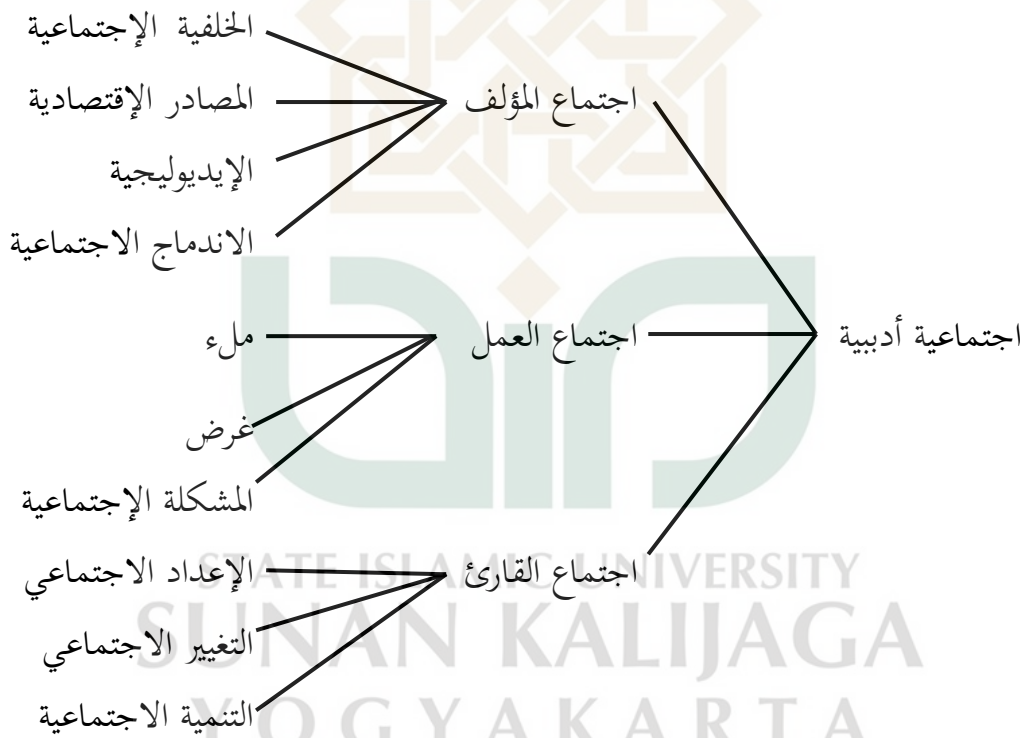 الخلفية الإجتماعية
اجتماع المؤلف
المصادر الإقتصادية
الإيديوليجية
الاندماج الاجتماعية
اجتماعية أدبية
اجتماع العمل
ملء
غرض
المشكلة الإجتماعية
اجتماع القارئ
الإعداد الاجتماعي
التغيير الاجتماعي
التنمية الاجتماعية
STATE ISLAMIC UNIVERSITY
SUNAN KALIJAGA
YOGYAKARTA